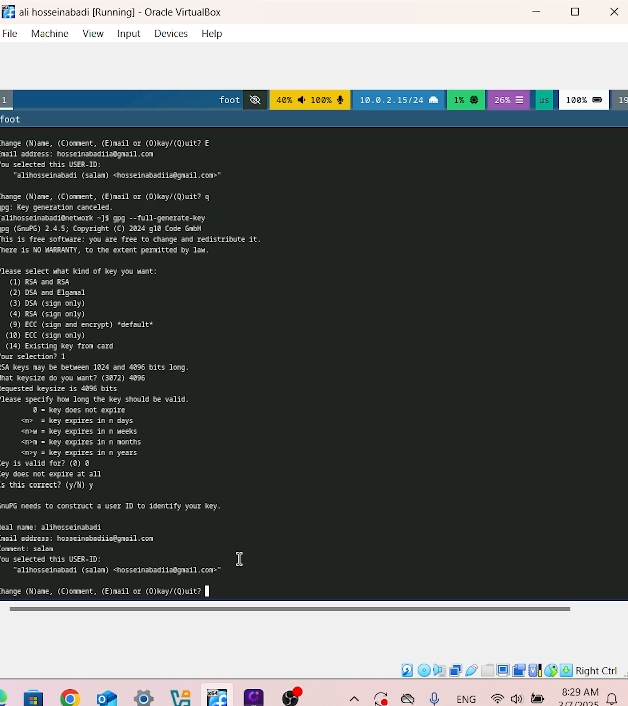 ali hosseinabadi [Running] - Oracle VirtualBox
File Machine View Input Devices Help
1 foot 40% 100% 10.0.2.15/24 1% 26% us 100% 19
foot
hange (N)ame, (C)omment, (E)mail or (O)kay/(Q)uit? E
mail address: hosseinabadiia@gmail.com
ou selected this USER-ID:
"alihosseinabadi (salam) <hosseinabadiia@gmail.com>"
hange (N)ame, (C)omment, (E)mail or (O)kay/(Q)uit? q
pg: Key generation canceled.
alihosseinabadi@network ~]$ gpg --full-generate-key
pg (GnuPG) 2.4.5; Copyright (C) 2024 g10 Code GmbH
his is free software: you are free to change and redistribute it.
here is NO WARRANTY, to the extent permitted by law.
lease select what kind of key you want:
(1) RSA and RSA
(2) DSA and Elgamal
(3) DSA (sign only)
(4) RSA (sign only)
(9) ECC (sign and encrypt) *default*
(10) ECC (sign only)
(14) Existing key from card
our selection? 1
SA keys may be between 1024 and 4096 bits long.
hat keysize do you want? (3072) 4096
equested keysize is 4096 bits
lease specify how long the key should be valid.
0 = key does not expire
<n> = key expires in n days
<n>w = key expires in n weeks
<n>m = key expires in n months
<n>y = key expires in n years
ey is valid for? (0) 0
ey does not expire at all
s this correct? (y/N) y
nuPG needs to construct a user ID to identify your key.
eal name: alihosseinabadi
mail address: hosseinabadiia@gmail.com
omment: salam
ou selected this USER-ID:
"alihosseinabadi (salam) <hosseinabadiia@gmail.com>"
hange (N)ame, (C)omment, (E)mail or (O)kay/(Q)uit?
Right Ctrl
ENG 8:29 AM
3/7/2025